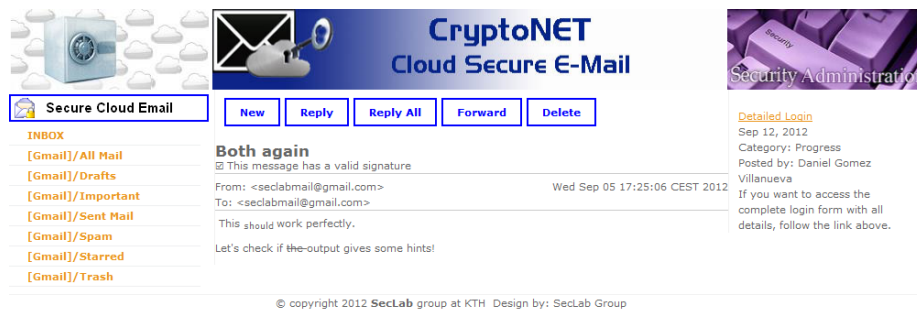 CryptoNET
Cloud Secure E-Mail
Security
Security Administratio
Secure Cloud Email
INBOX
[Gmail]/All Mail
[Gmail]/Drafts
[Gmail]/Important
[Gmail]/Sent Mail
[Gmail]/Spam
[Gmail]/Starred
[Gmail]/Trash
New Reply Reply All Forward Delete
Both again
This message has a valid signature
From: <seclabmail@gmail.com> Wed Sep 05 17:25:06 CEST 2012
To: <seclabmail@gmail.com>
This should work perfectly.
Let's check if the output gives some hints!
Detailed Login
Sep 12, 2012
Category: Progress
Posted by: Daniel Gomez
Villanueva
If you want to access the
complete login form with all
details, follow the link above.
© copyright 2012 SecLab group at KTH Design by: SecLab Group